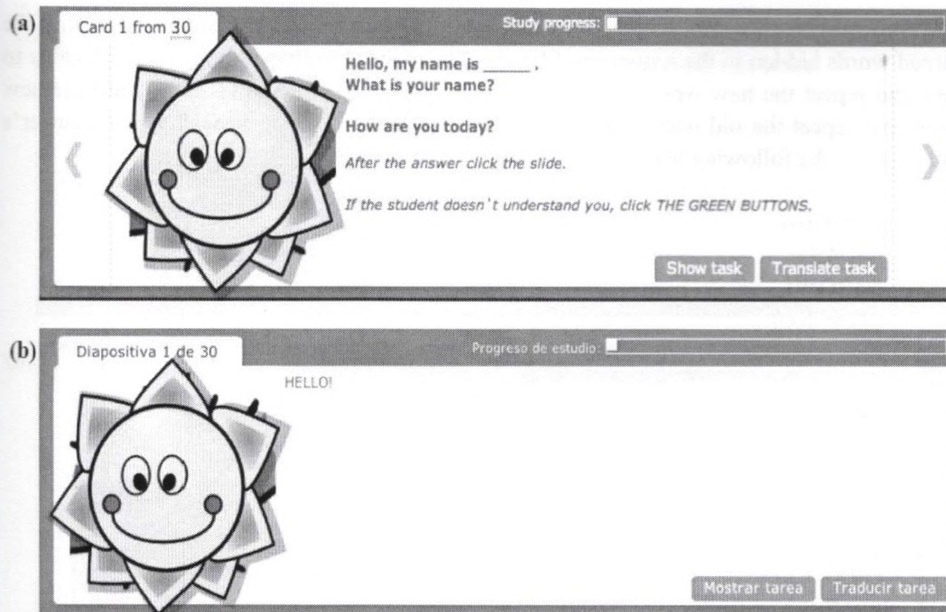 (a)
Card 1 from 30
Study progress:
Hello, my name is ______ .
What is your name?
How are you today?
After the answer click the slide.
If the student doesn't understand you, click THE GREEN BUTTONS.
Show task
Translate task
(b)
Diapositiva 1 de 30
Progreso de estudio:
HELLO!
Mostrar tarea
Traducir tarea